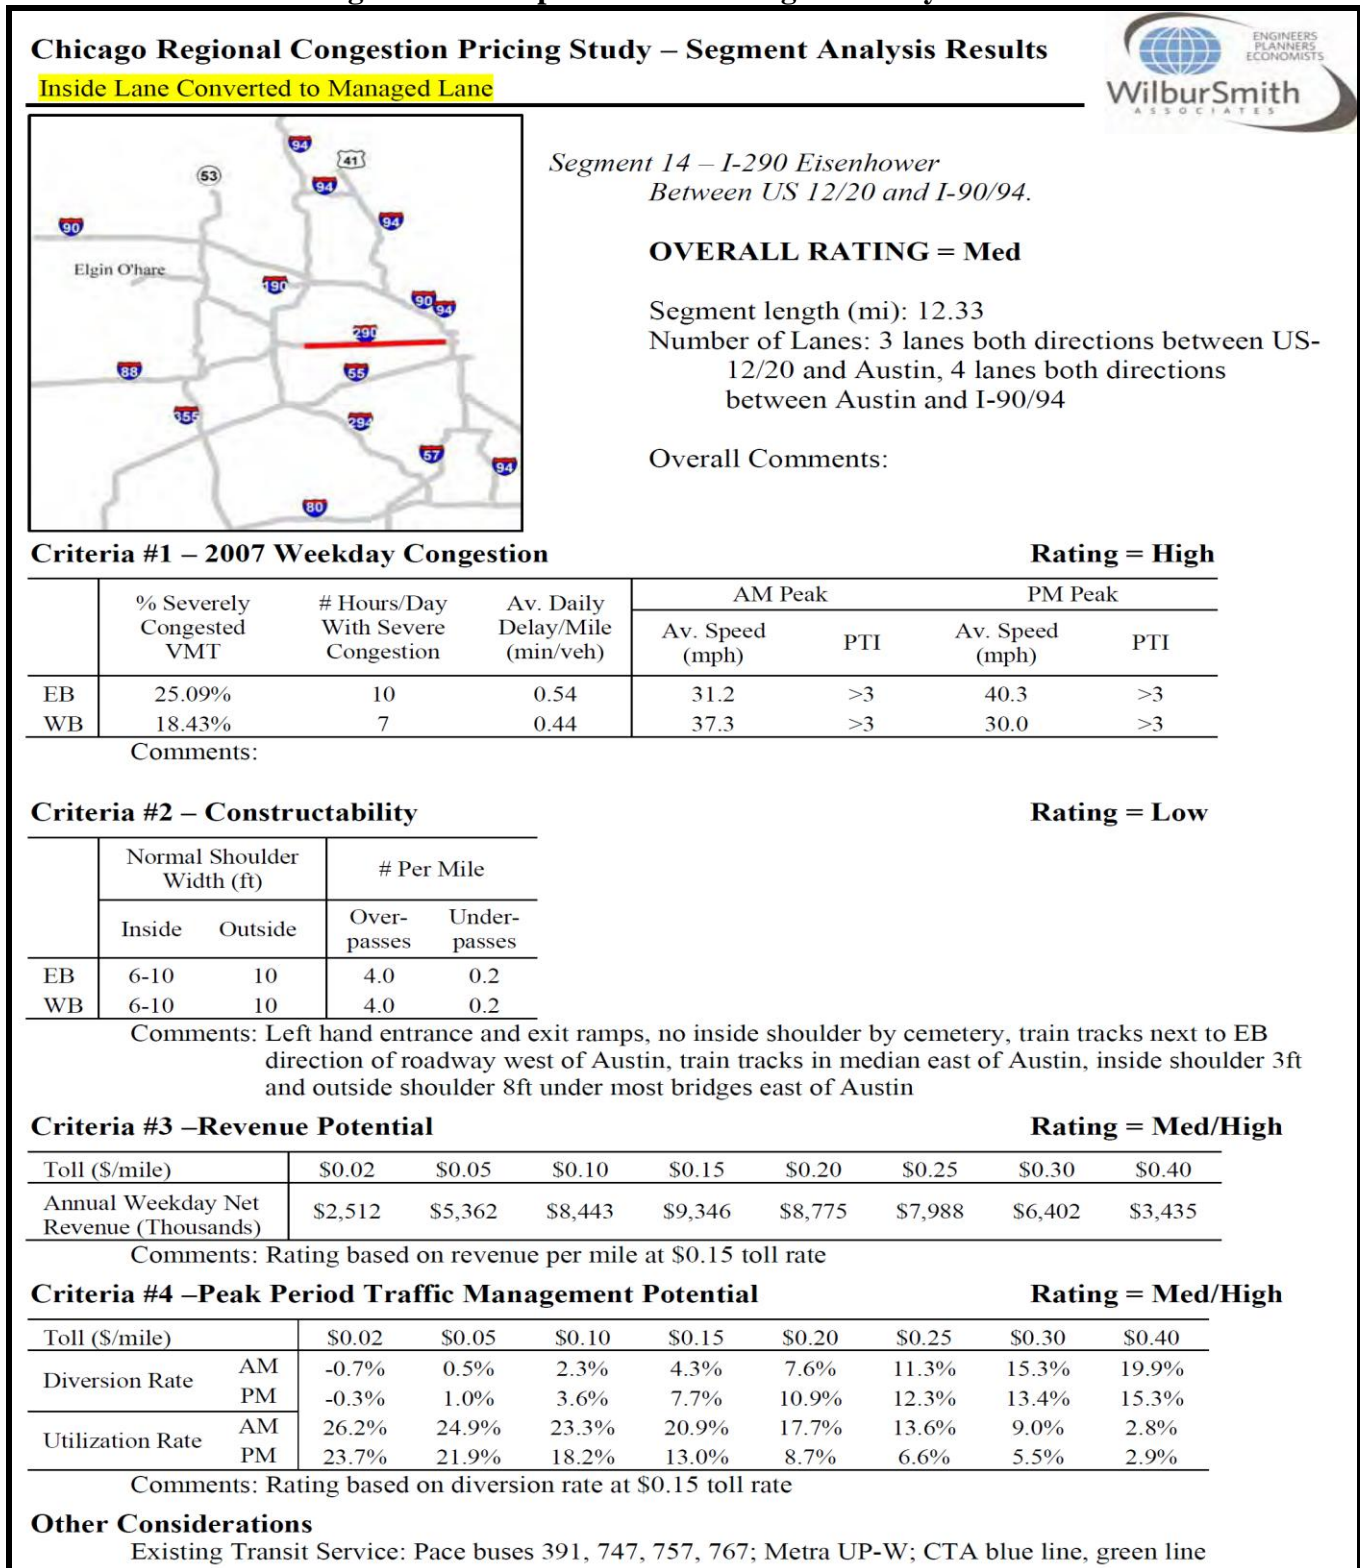 Chicago Regional Congestion Pricing Study – Segment Analysis Results
Inside Lane Converted to Managed Lane
ENGINEERS
PLANNERS
ECONOMISTS
WilburSmith
ASSOCIATES
94
41
53
94
94
90
Elgin O'hare
190
90
94
290
88
55
355
294
57
94
80
Segment 14 – I-290 Eisenhower
Between US 12/20 and I-90/94.
OVERALL RATING = Med
Segment length (mi): 12.33
Number of Lanes: 3 lanes both directions between US-
12/20 and Austin, 4 lanes both directions
between Austin and I-90/94
Overall Comments:
Criteria #1 – 2007 Weekday Congestion Rating = High
% Severely Congested VMT # Hours/Day With Severe Congestion Av. Daily Delay/Mile (min/veh) AM Peak PM Peak
Av. Speed (mph) PTI Av. Speed (mph) PTI
EB 25.09% 10 0.54 31.2 >3 40.3 >3
WB 18.43% 7 0.44 37.3 >3 30.0 >3
Comments:
Criteria #2 – Constructability Rating = Low
Normal Shoulder Width (ft) # Per Mile
Inside Outside Over-passes Under-passes
EB 6-10 10 4.0 0.2
WB 6-10 10 4.0 0.2
Comments: Left hand entrance and exit ramps, no inside shoulder by cemetery, train tracks next to EB
direction of roadway west of Austin, train tracks in median east of Austin, inside shoulder 3ft
and outside shoulder 8ft under most bridges east of Austin
Criteria #3 –Revenue Potential Rating = Med/High
Toll ($/mile) $0.02 $0.05 $0.10 $0.15 $0.20 $0.25 $0.30 $0.40
Annual Weekday Net Revenue (Thousands) $2,512 $5,362 $8,443 $9,346 $8,775 $7,988 $6,402 $3,435
Comments: Rating based on revenue per mile at $0.15 toll rate
Criteria #4 –Peak Period Traffic Management Potential Rating = Med/High
Toll ($/mile) $0.02 $0.05 $0.10 $0.15 $0.20 $0.25 $0.30 $0.40
Diversion Rate AM -0.7% 0.5% 2.3% 4.3% 7.6% 11.3% 15.3% 19.9%
PM -0.3% 1.0% 3.6% 7.7% 10.9% 12.3% 13.4% 15.3%
Utilization Rate AM 26.2% 24.9% 23.3% 20.9% 17.7% 13.6% 9.0% 2.8%
PM 23.7% 21.9% 18.2% 13.0% 8.7% 6.6% 5.5% 2.9%
Comments: Rating based on diversion rate at $0.15 toll rate
Other Considerations
Existing Transit Service: Pace buses 391, 747, 757, 767; Metra UP-W; CTA blue line, green line